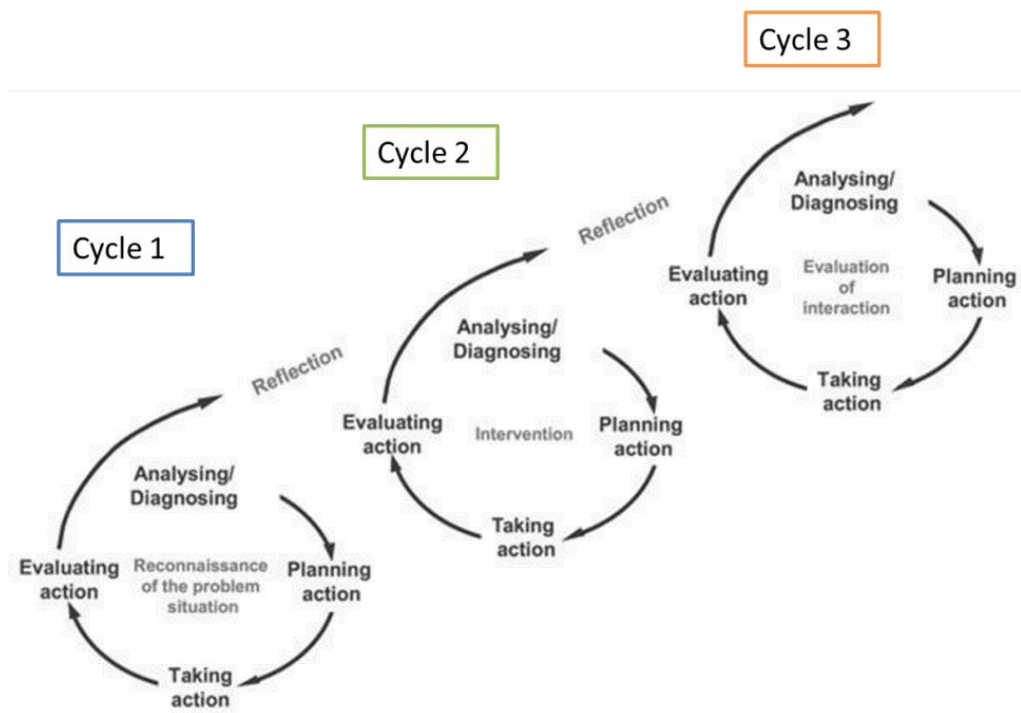 Cycle 1
Reflection
Analysing/
Diagnosing
Evaluating
action
Reconnaissance
of the problem
situation
Planning
action
Taking
action
Cycle 2
Reflection
Analysing/
Diagnosing
Evaluating
action
Intervention
Planning
action
Taking
action
Cycle 3
Analysing/
Diagnosing
Evaluating
action
Evaluation
of
interaction
Planning
action
Taking
action